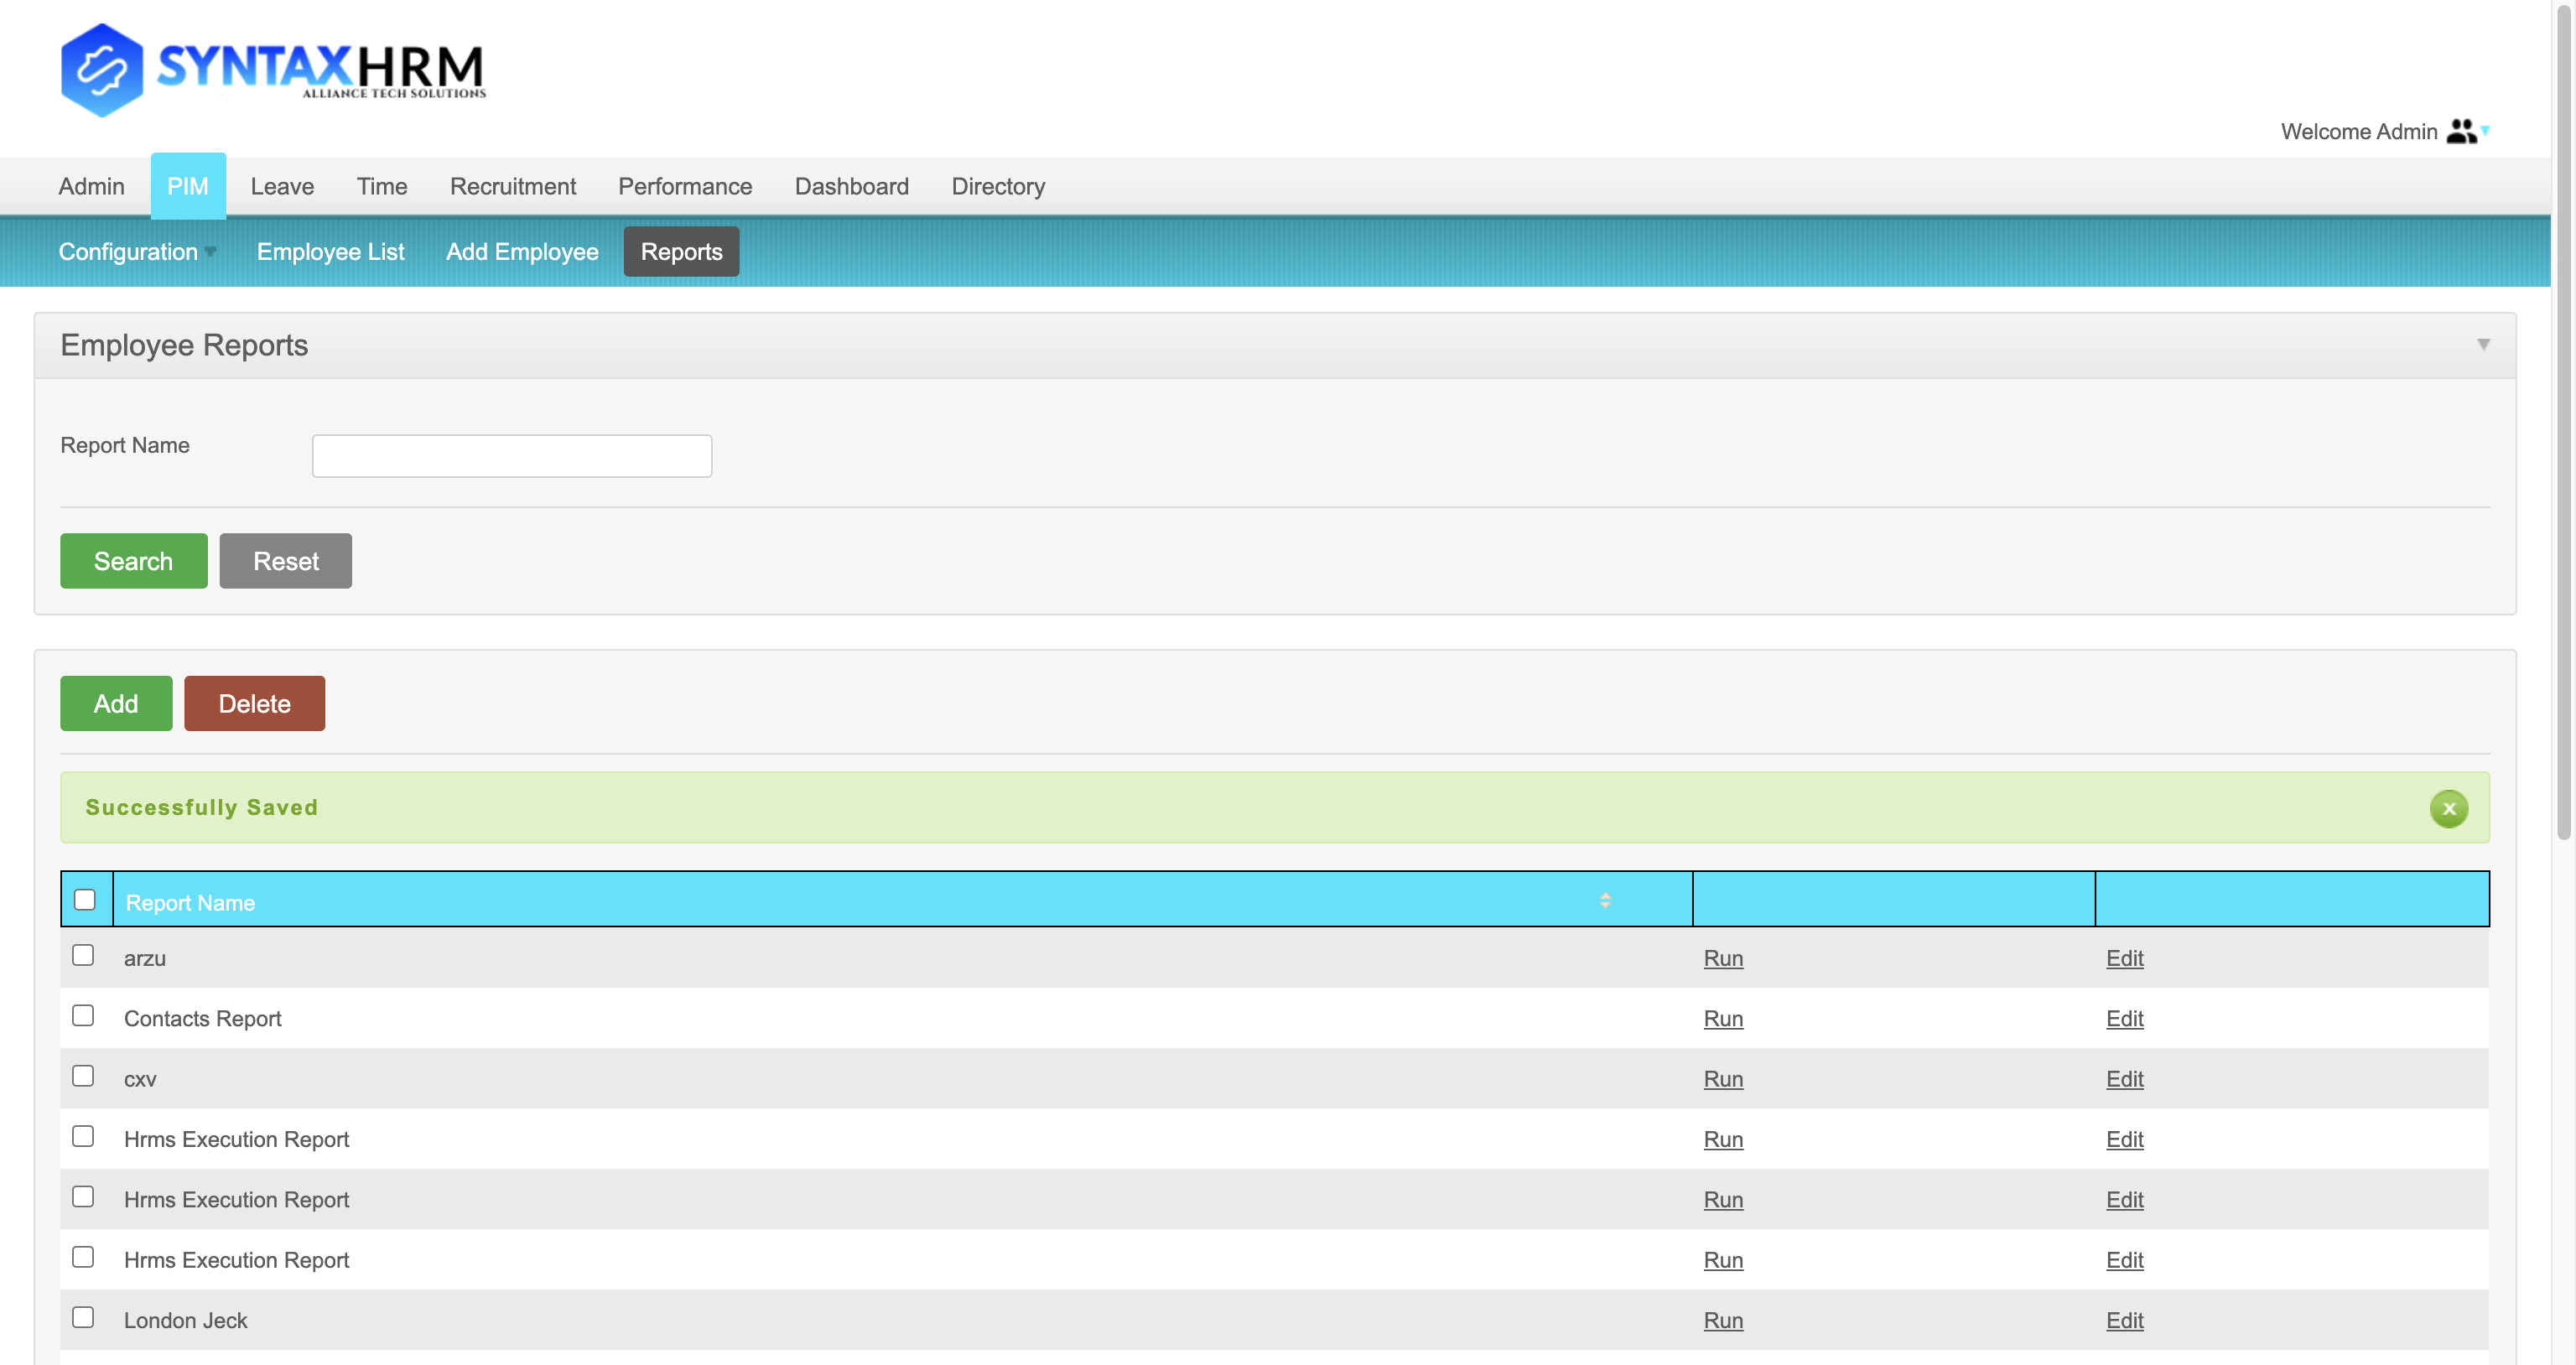 SYNTAXHRM
ALLIANCE TECH SOLUTIONS
Welcome Admin
Admin PIM Leave Time Recruitment Performance Dashboard Directory
Configuration Employee List Add Employee Reports
Employee Reports
Report Name
Search Reset
Add Delete
Successfully Saved
x
Report Name
arzu Run Edit
Contacts Report Run Edit
cxv Run Edit
Hrms Execution Report Run Edit
Hrms Execution Report Run Edit
Hrms Execution Report Run Edit
London Jeck Run Edit